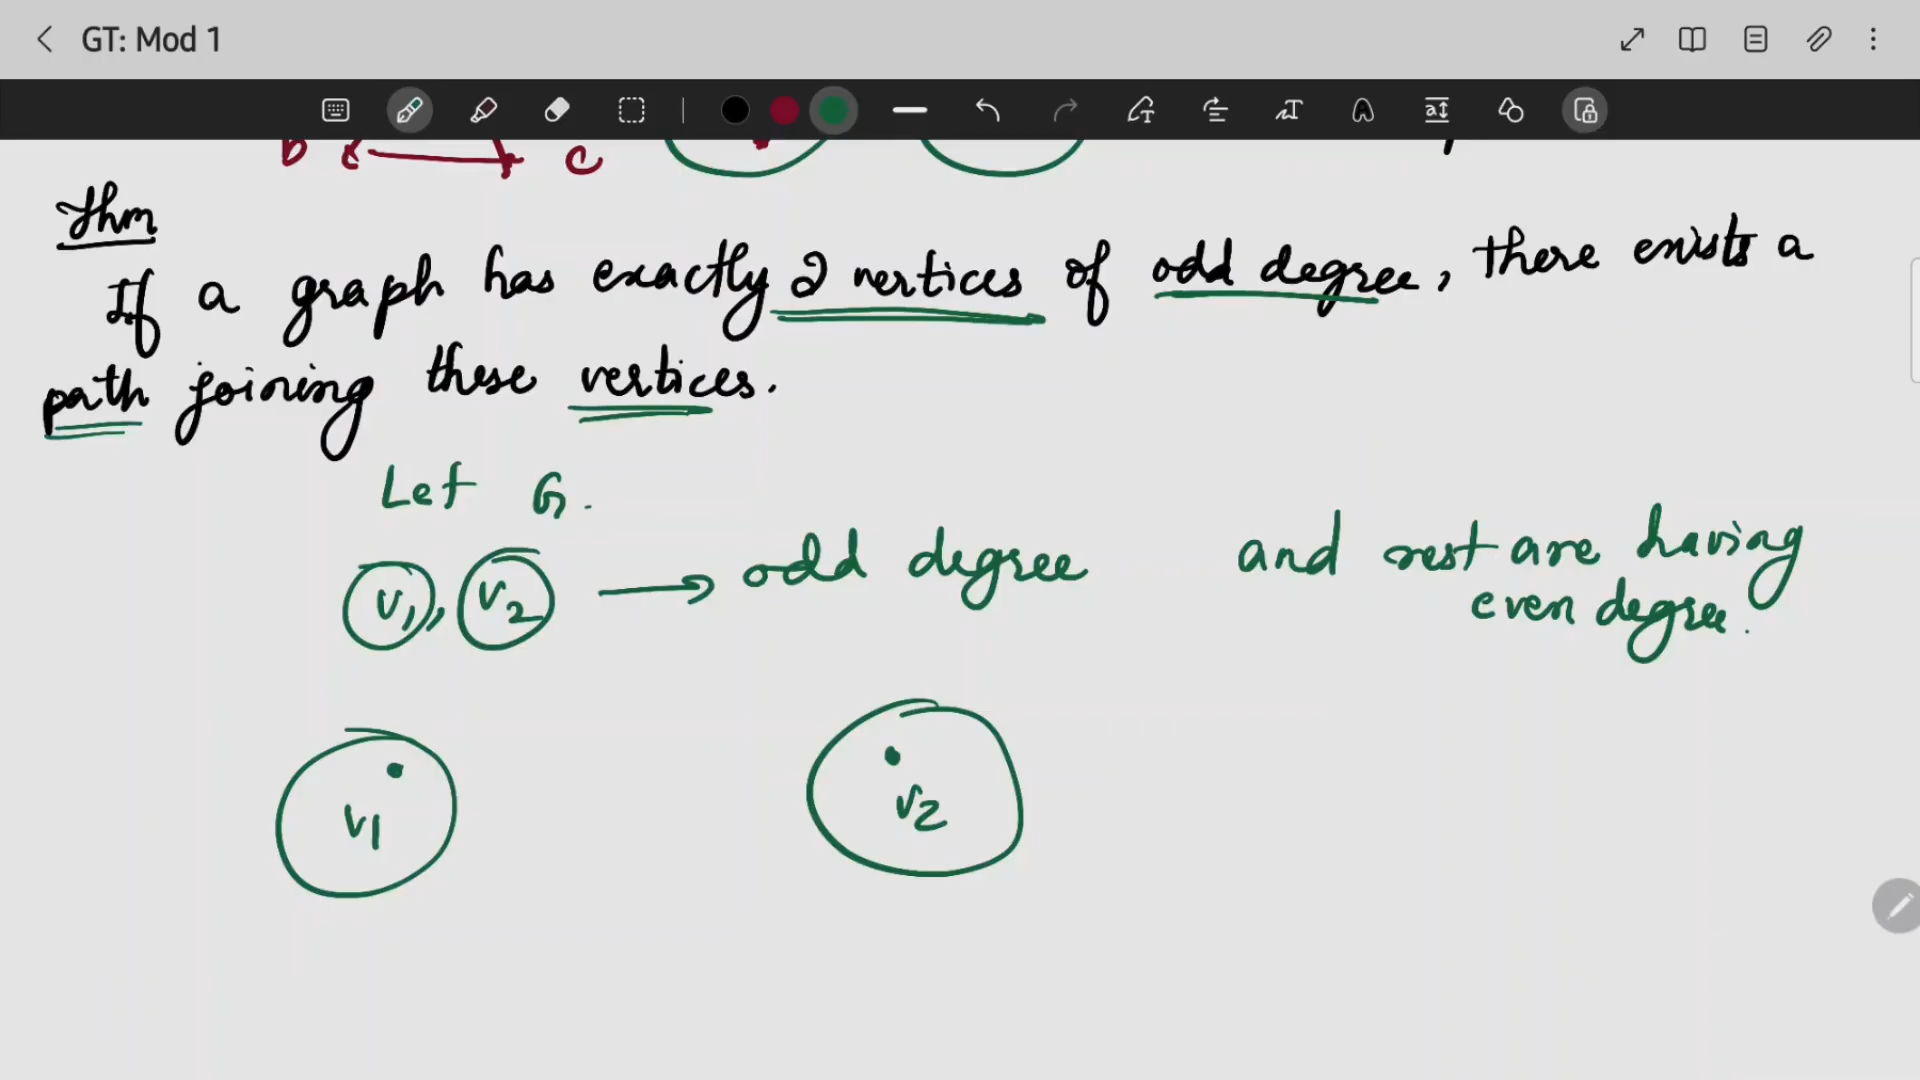 GT: Mod 1
b c
Thm
If a graph has exactly 2 vertices of odd degree, there exists a
path joining these vertices.
Let G.
v1, v2 → odd degree and rest are having
even degree.
v1 v2